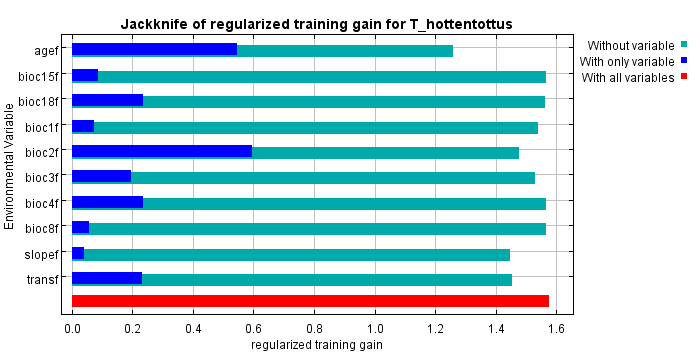 Jackknife of regularized training gain for T_hottentottus
Without variable
With only variable
With all variables
Environmental Variable
agef
bioc15f
bioc18f
bioc1f
bioc2f
bioc3f
bioc4f
bioc8f
slopef
transf
0.0 0.2 0.4 0.6 0.8 1.0 1.2 1.4 1.6
regularized training gain